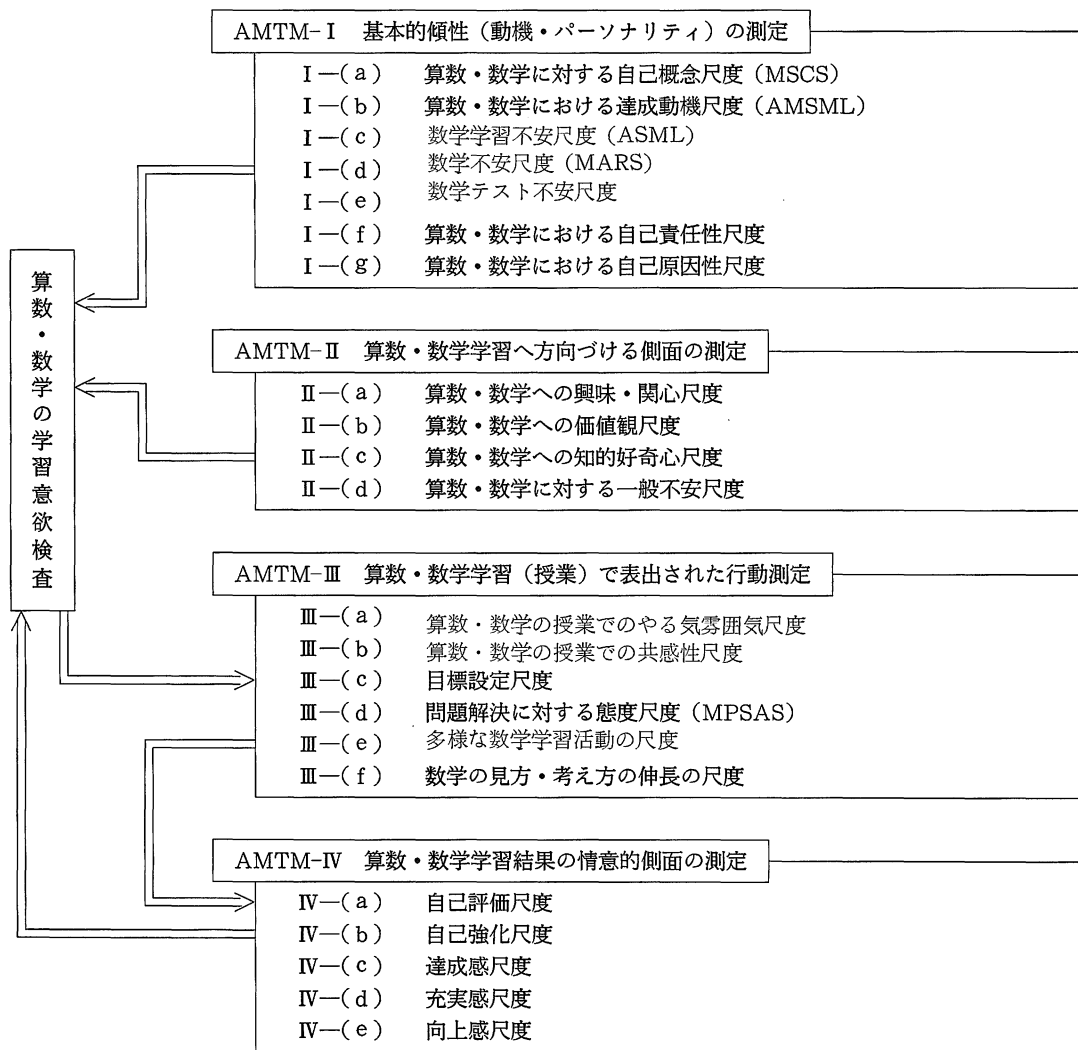 AMTM-Ⅰ 基本的傾性（動機・パーソナリティ）の測定
Ⅰ―(a) 算数・数学に対する自己概念尺度（MSCS）
Ⅰ―(b) 算数・数学における達成動機尺度（AMSML）
Ⅰ―(c) 数学学習不安尺度（ASML）
Ⅰ―(d) 数学不安尺度（MARS）
Ⅰ―(e) 数学テスト不安尺度
Ⅰ―(f) 算数・数学における自己責任性尺度
Ⅰ―(g) 算数・数学における自己原因性尺度
算数・数学の学習意欲検査
AMTM-Ⅱ 算数・数学学習へ方向づける側面の測定
Ⅱ―(a) 算数・数学への興味・関心尺度
Ⅱ―(b) 算数・数学への価値観尺度
Ⅱ―(c) 算数・数学への知的好奇心尺度
Ⅱ―(d) 算数・数学に対する一般不安尺度
AMTM-Ⅲ 算数・数学学習（授業）で表出された行動測定
Ⅲ―(a) 算数・数学の授業でのやる気雰囲気尺度
Ⅲ―(b) 算数・数学の授業での共感性尺度
Ⅲ―(c) 目標設定尺度
Ⅲ―(d) 問題解決に対する態度尺度（MPSAS）
Ⅲ―(e) 多様な数学学習活動の尺度
Ⅲ―(f) 数学の見方・考え方の伸長の尺度
AMTM-Ⅳ 算数・数学学習結果の情意的側面の測定
Ⅳ―(a) 自己評価尺度
Ⅳ―(b) 自己強化尺度
Ⅳ―(c) 達成感尺度
Ⅳ―(d) 充実感尺度
Ⅳ―(e) 向上感尺度